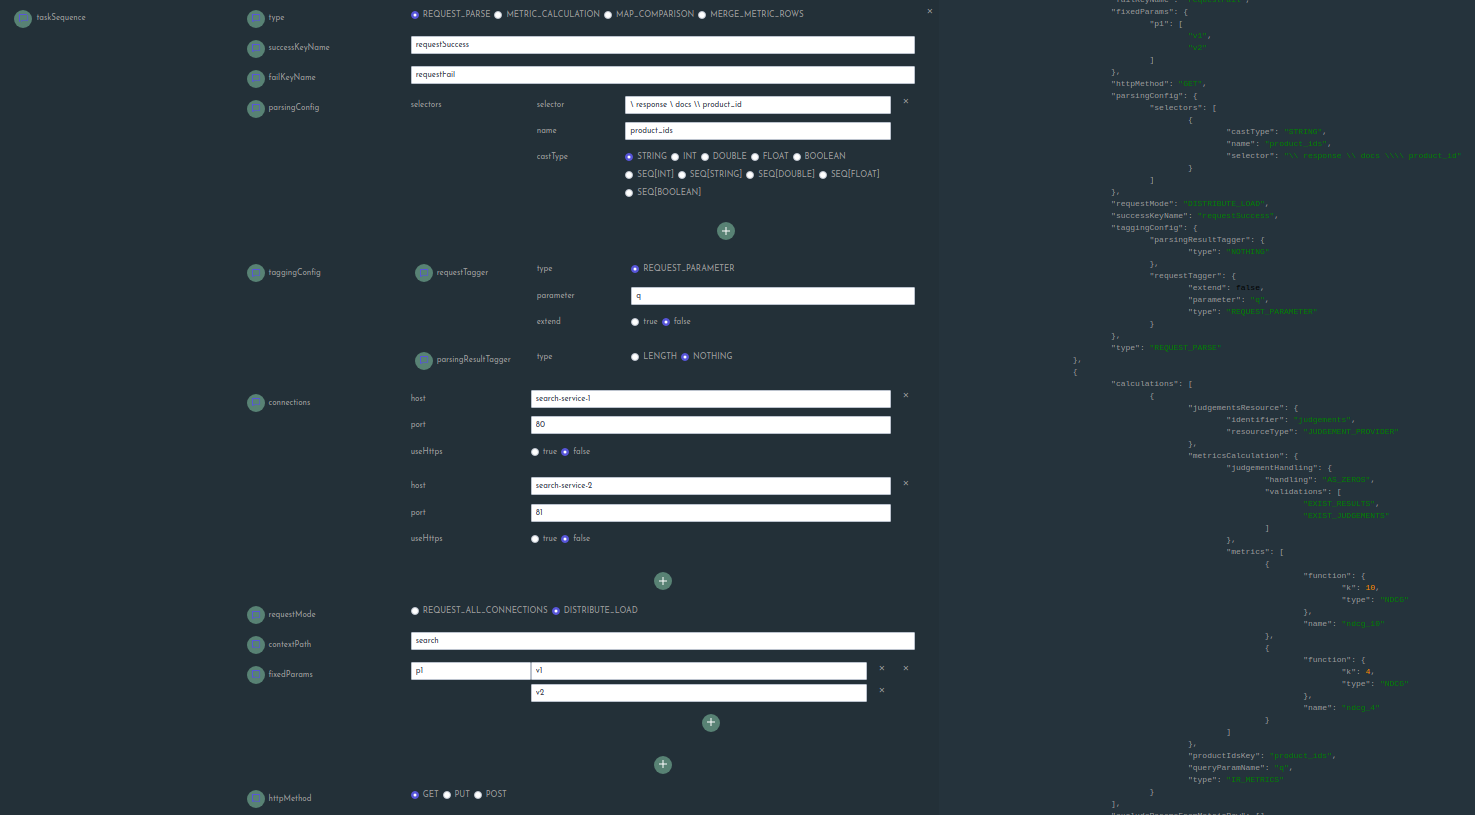 taskSequence
type
REQUEST_PARSE METRIC_CALCULATION MAP_COMPARISON MERGE_METRIC_ROWS ×
successKeyName
requestSuccess
failKeyName
requestFail
parsingConfig
selectors
selector
\ response \ docs \\ product_id ×
name
product_ids
castType
STRING INT DOUBLE FLOAT BOOLEAN
SEQ[INT] SEQ[STRING] SEQ[DOUBLE] SEQ[FLOAT]
SEQ[BOOLEAN]
+
taggingConfig
requestTagger
type
REQUEST_PARAMETER
parameter
q
extend
true false
parsingResultTagger
type
LENGTH NOTHING
connections
host
search-service-1 ×
port
80
useHttps
true false
host
search-service-2 ×
port
81
useHttps
true false
+
requestMode
REQUEST_ALL_CONNECTIONS DISTRIBUTE_LOAD
contextPath
search
fixedParams
p1 v1 × ×
v2 ×
+
+
httpMethod
GET PUT POST
"fixedParams": {
"p1": [
"v1",
"v2"
]
},
"httpMethod": "GET",
"parsingConfig": {
"selectors": [
{
"castType": "STRING",
"name": "product_ids",
"selector": "\\ response \\ docs \\\\ product_id"
}
]
},
"requestMode": "DISTRIBUTE_LOAD",
"successKeyName": "requestSuccess",
"taggingConfig": {
"parsingResultTagger": {
"type": "NOTHING"
},
"requestTagger": {
"extend": false,
"parameter": "q",
"type": "REQUEST_PARAMETER"
}
},
"type": "REQUEST_PARSE"
},
{
"calculations": [
{
"judgementsResource": {
"identifier": "judgements",
"resourceType": "JUDGEMENT_PROVIDER"
},
"metricsCalculation": {
"judgementHandling": {
"handling": "AS_ZEROS",
"validations": [
"EXIST_RESULTS",
"EXIST_JUDGEMENTS"
]
},
"metrics": [
{
"function": {
"k": 10,
"type": "NDCG"
},
"name": "ndcg_10"
},
{
"function": {
"k": 4,
"type": "NDCG"
},
"name": "ndcg_4"
}
]
},
"productIdsKey": "product_ids",
"queryParamName": "q",
"type": "IR_METRICS"
}
],